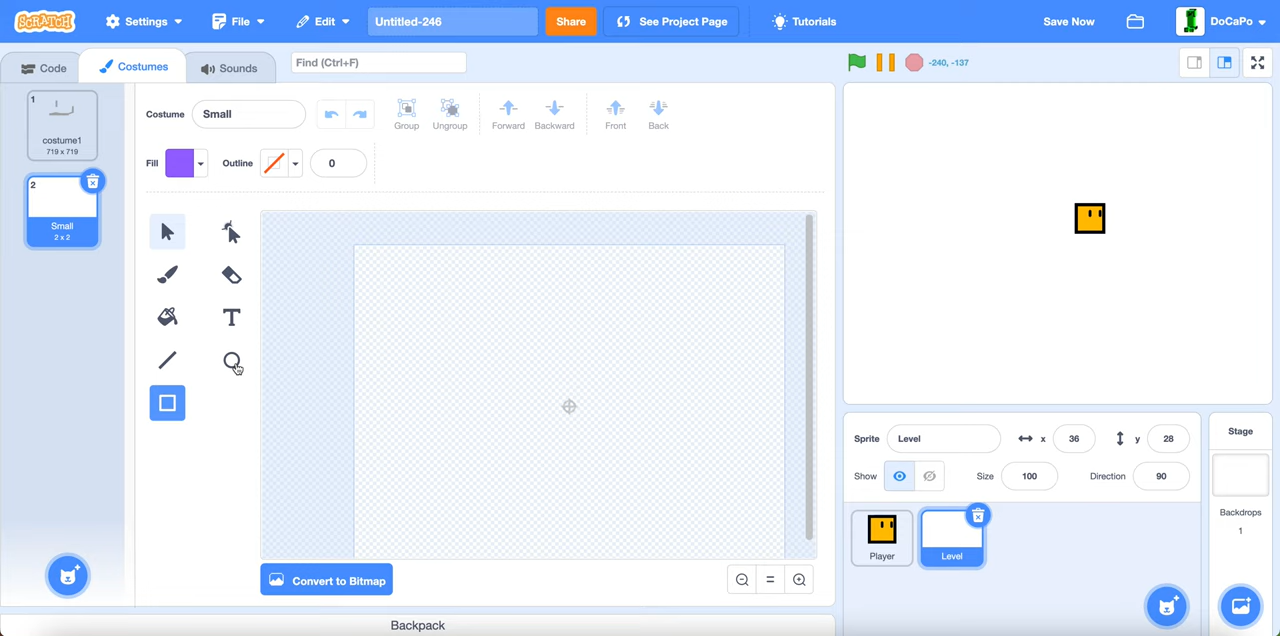 SCRATCH Settings File Edit Untitled-246 Share See Project Page Tutorials Save Now DoCaPo
Code Costumes Sounds Find (Ctrl+F) -240, -137
1
costume1
719 x 719
2
Small
2 x 2
Costume Small Group Ungroup Forward Backward Front Back
Fill Outline 0
T
Convert to Bitmap
Backpack
Sprite Level x 36 y 28
Show Size 100 Direction 90
Player
Level
Stage
Backdrops
1